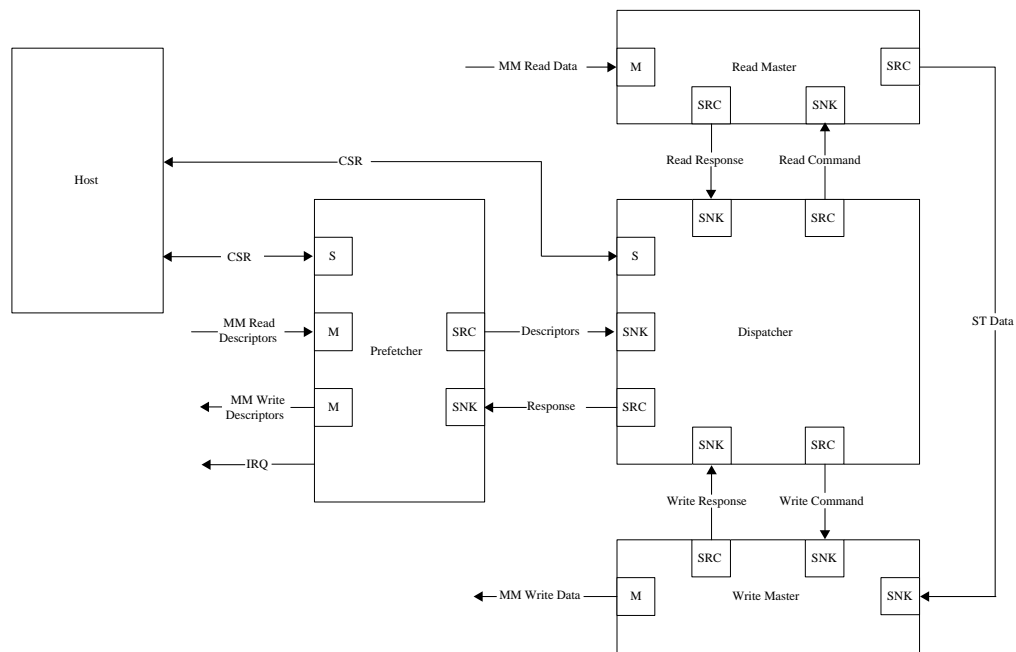 MM Read Data
M
Read Master
SRC
SRC
SNK
Read Response
Read Command
Host
CSR
SNK
SRC
CSR
S
S
MM Read
Descriptors
M
Prefetcher
SRC
Descriptors
SNK
Dispatcher
ST Data
MM Write
Descriptors
M
SNK
Response
SRC
IRQ
SNK
SRC
Write Response
Write Command
SRC
SNK
MM Write Data
M
Write Master
SNK